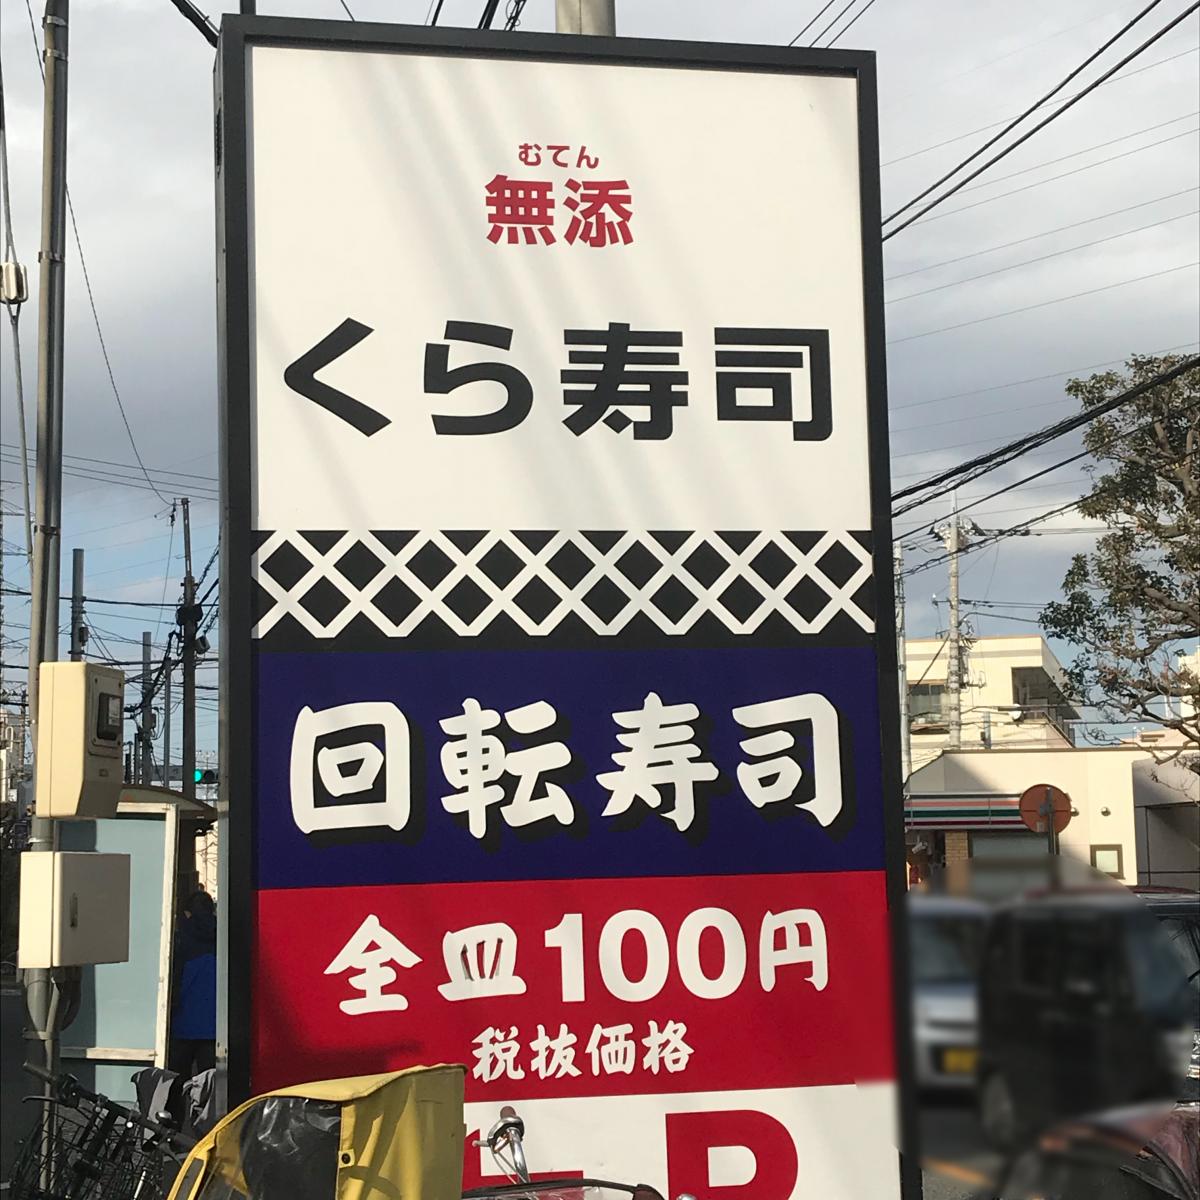 むてん
無添
くら寿司
回転寿司
全皿100円
税抜価格
P